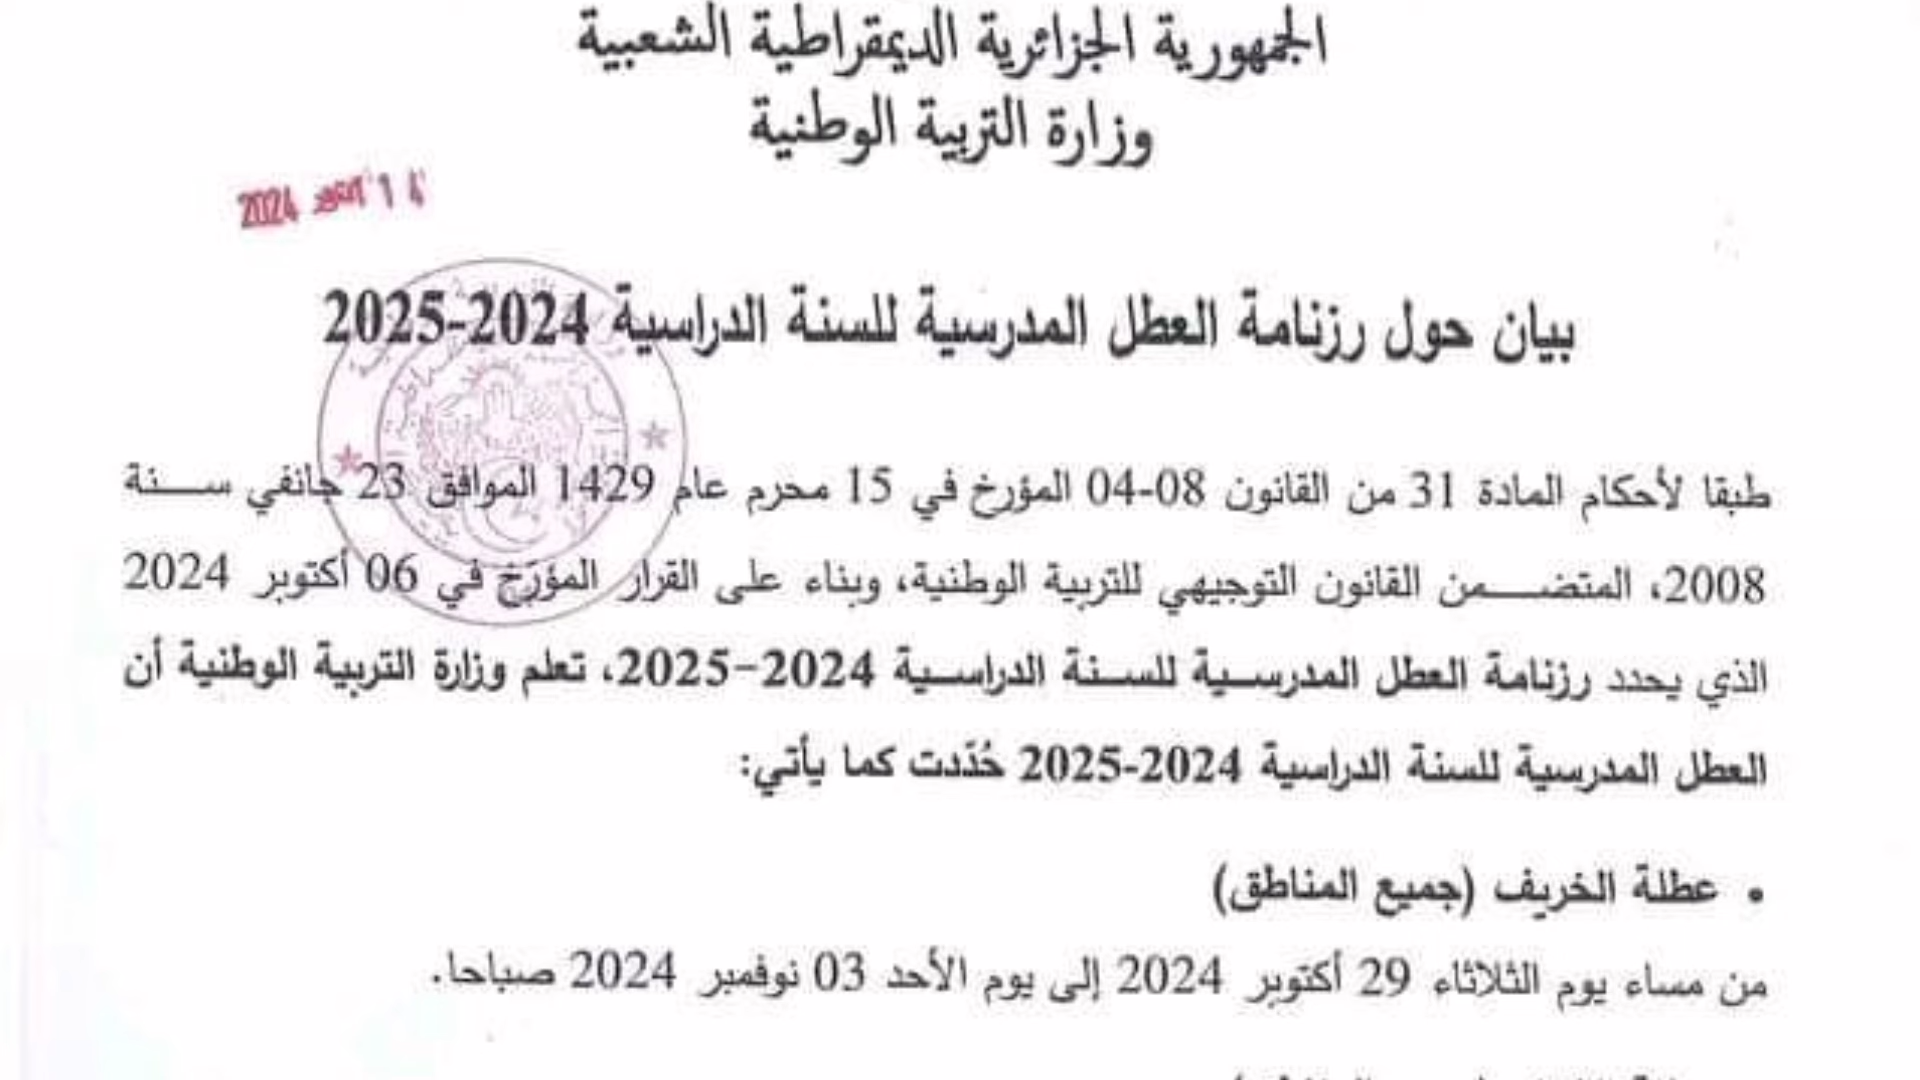 الجمهورية الجزائرية الديمقراطية الشعبية
وزارة التربية الوطنية
14 أكتوبر 2024
بيان حول رزنامة العطل المدرسية للسنة الدراسية 2024-2025
طبقا لأحكام المادة 31 من القانون 08-04 المؤرخ في 15 محرم عام 1429 الموافق 23 جانفي سنة
2008، المتضمن القانون التوجيهي للتربية الوطنية، وبناء على القرار المؤرّخ في 06 أكتوبر 2024
الذي يحدد رزنامة العطل المدرسية للسنة الدراسية 2024-2025، تعلم وزارة التربية الوطنية أن
العطل المدرسية للسنة الدراسية 2024-2025 حُدّدت كما يأتي:
• عطلة الخريف (جميع المناطق)
من مساء يوم الثلاثاء 29 أكتوبر 2024 إلى يوم الأحد 03 نوفمبر 2024 صباحا.